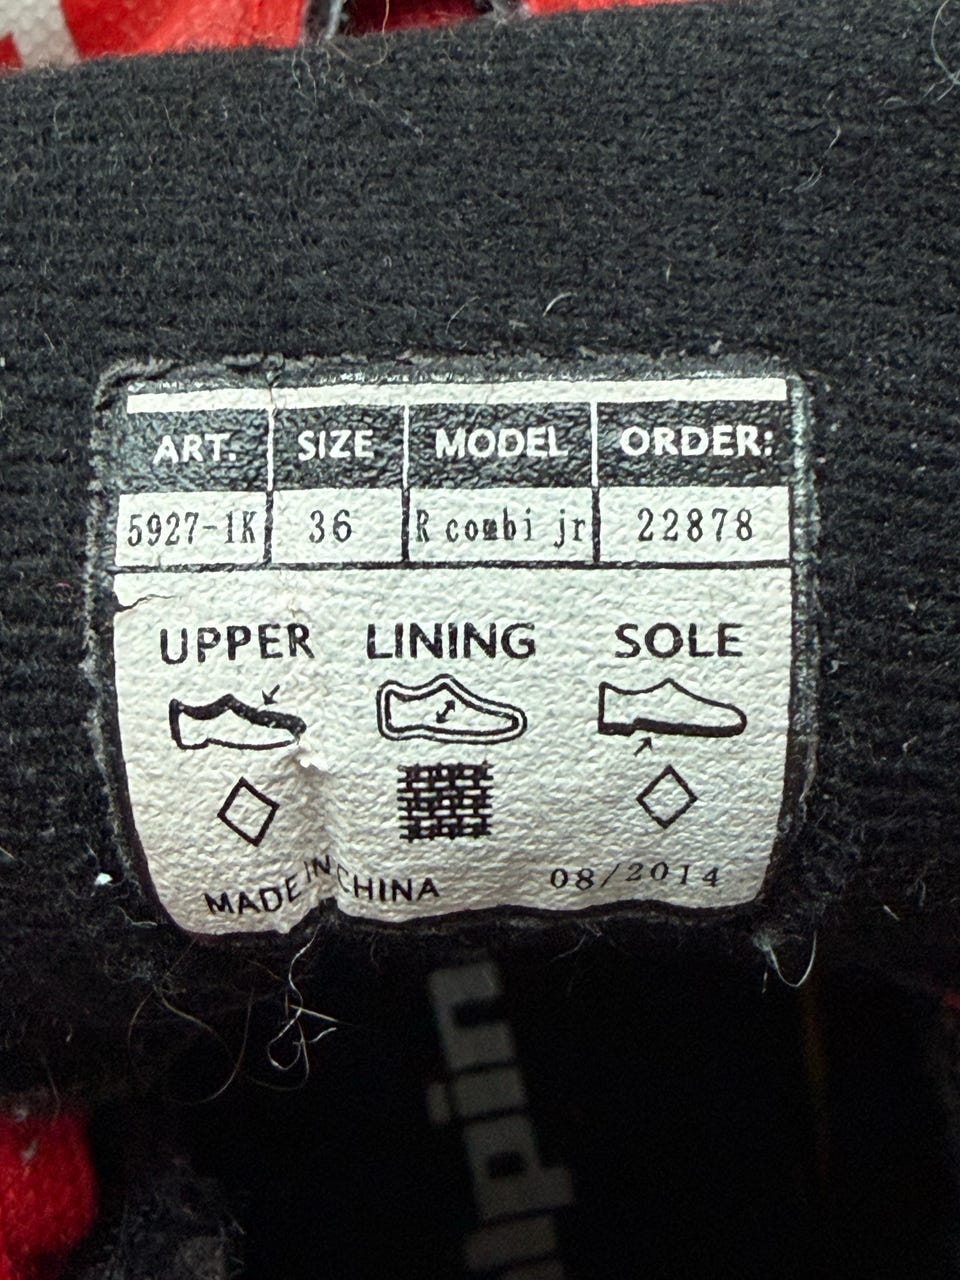 ART. SIZE MODEL ORDER:
5927-1K 36 R combi jr 22878
UPPER LINING SOLE
MADE IN CHINA 08/2014